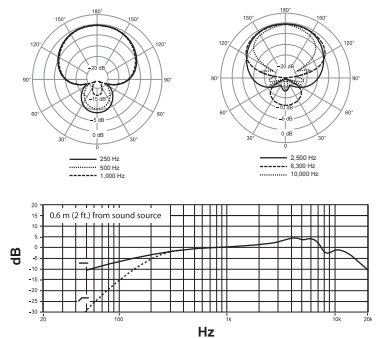 180° 180°
150° 150° 150° 150°
120° 120° 120° 120°
90° 90° 90° 90°
60° 60° 60° 60°
30° 30° 30° 30°
0 0
–20 dB –20 dB
–15 dB –15 dB
–10 dB –10 dB
–5 dB –5 dB
0 dB 0 dB
250 Hz
500 Hz
1,000 Hz
2,500 Hz
6,300 Hz
10,000 Hz
0.6 m (2 ft.) from sound source
dB
20
15
10
5
0
-5
-10
-15
-20
-25
-30
20 100 1k 10k 20k
Hz